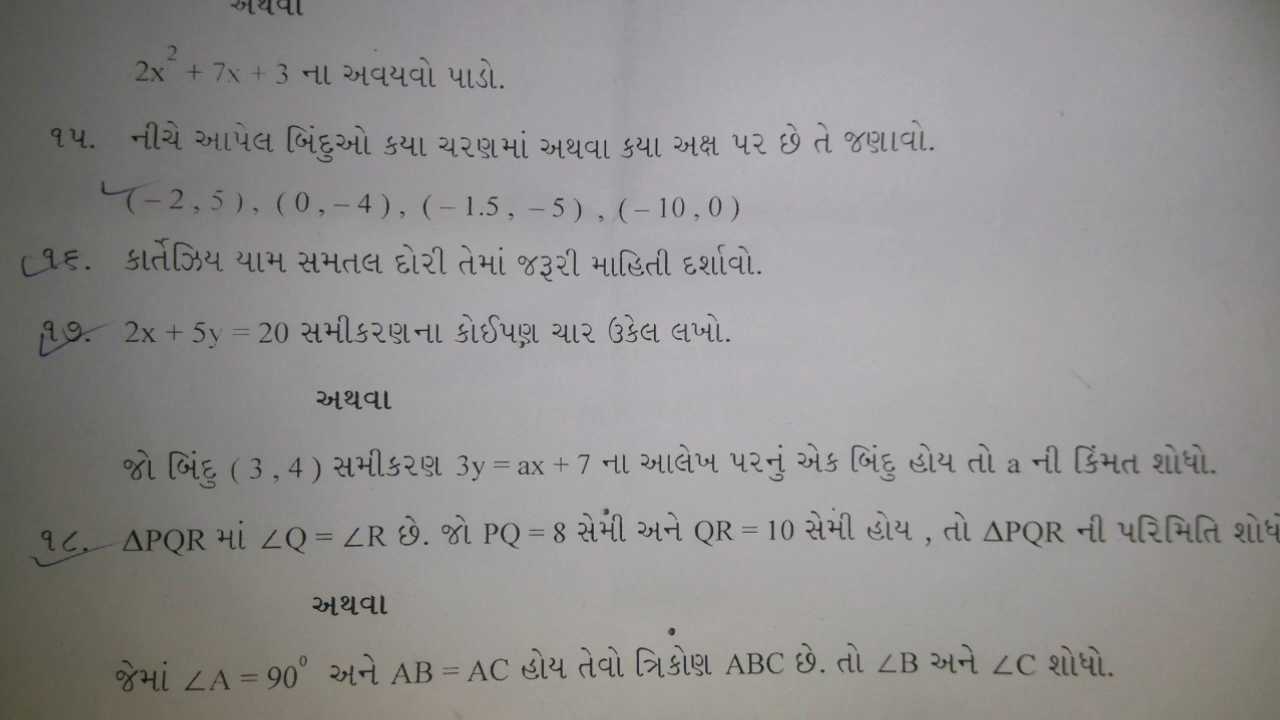 અથવા
2x² + 7x + 3 ના અવયવો પાડો.
૧૫. નીચે આપેલ બિંદુઓ કયા ચરણમાં અથવા કયા અક્ષ પર છે તે જણાવો.
(– 2 , 5 ) , ( 0 , – 4 ) , ( – 1.5 , – 5 ) , ( – 10 , 0 )
૧૬. કાર્તેઝિય યામ સમતલ દોરી તેમાં જરૂરી માહિતી દર્શાવો.
૧૭. 2x + 5y = 20 સમીકરણના કોઈપણ ચાર ઉકેલ લખો.
અથવા
જો બિંદુ ( 3 , 4 ) સમીકરણ 3y = ax + 7 ના આલેખ પરનું એક બિંદુ હોય તો a ની કિંમત શોધો.
૧૮. ΔPQR માં ∠Q = ∠R છે. જો PQ = 8 સેમી અને QR = 10 સેમી હોય , તો ΔPQR ની પરિમિતિ શોધો
અથવા
જેમાં ∠A = 90⁰ અને AB = AC હોય તેવો ત્રિકોણ ABC છે. તો ∠B અને ∠C શોધો.